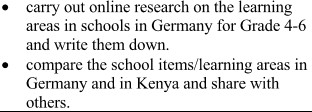 • carry out online research on the learning
areas in schools in Germany for Grade 4-6
and write them down.
• compare the school items/learning areas in
Germany and in Kenya and share with
others.